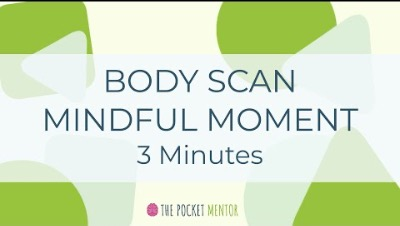 BODY SCAN
MINDFUL MOMENT
3 Minutes
THE POCKET MENTOR